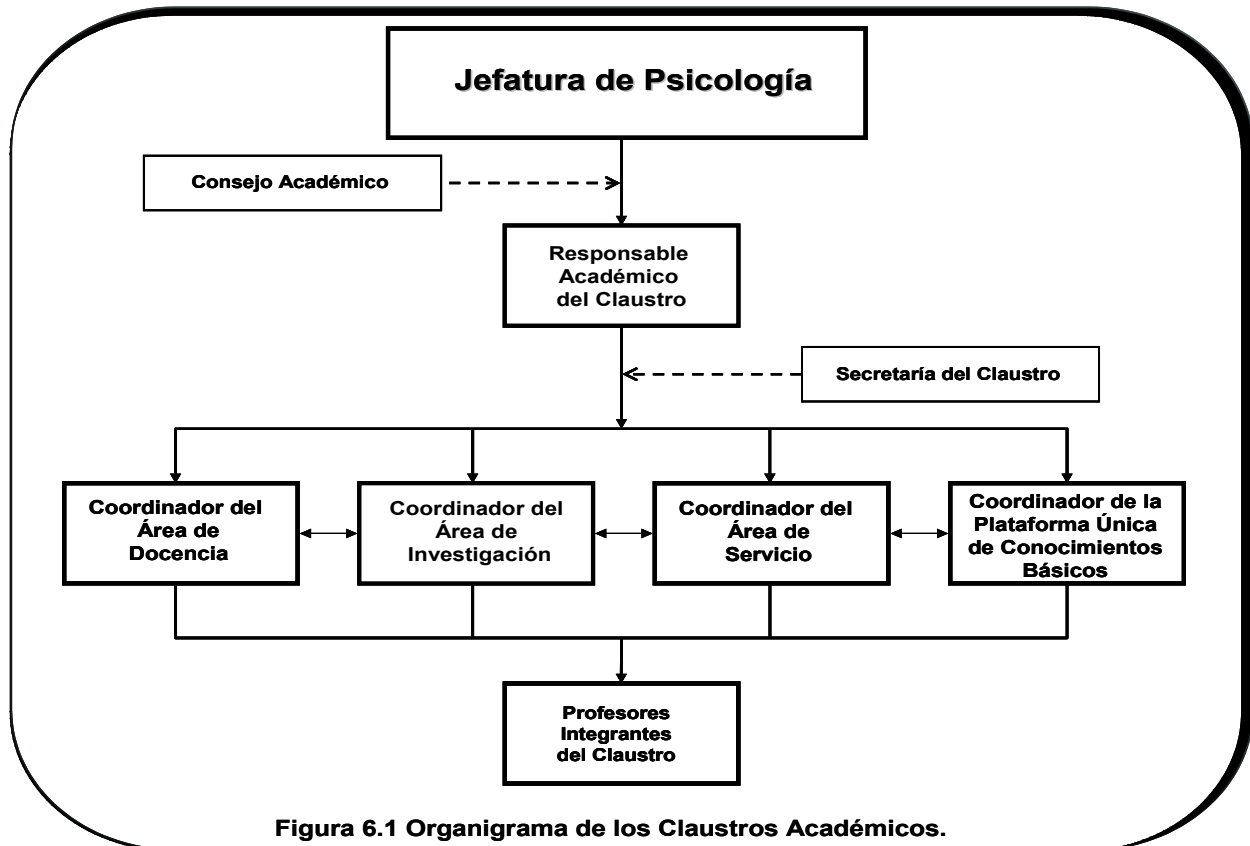 Jefatura de Psicología
Consejo Académico
Responsable
Académico
del Claustro
Secretaría del Claustro
Coordinador del
Área de
Docencia
Coordinador del
Área de
Investigación
Coordinador del
Área de
Servicio
Coordinador de la
Plataforma Única
de Conocimientos
Básicos
Profesores
Integrantes
del Claustro
Figura 6.1 Organigrama de los Claustros Académicos.